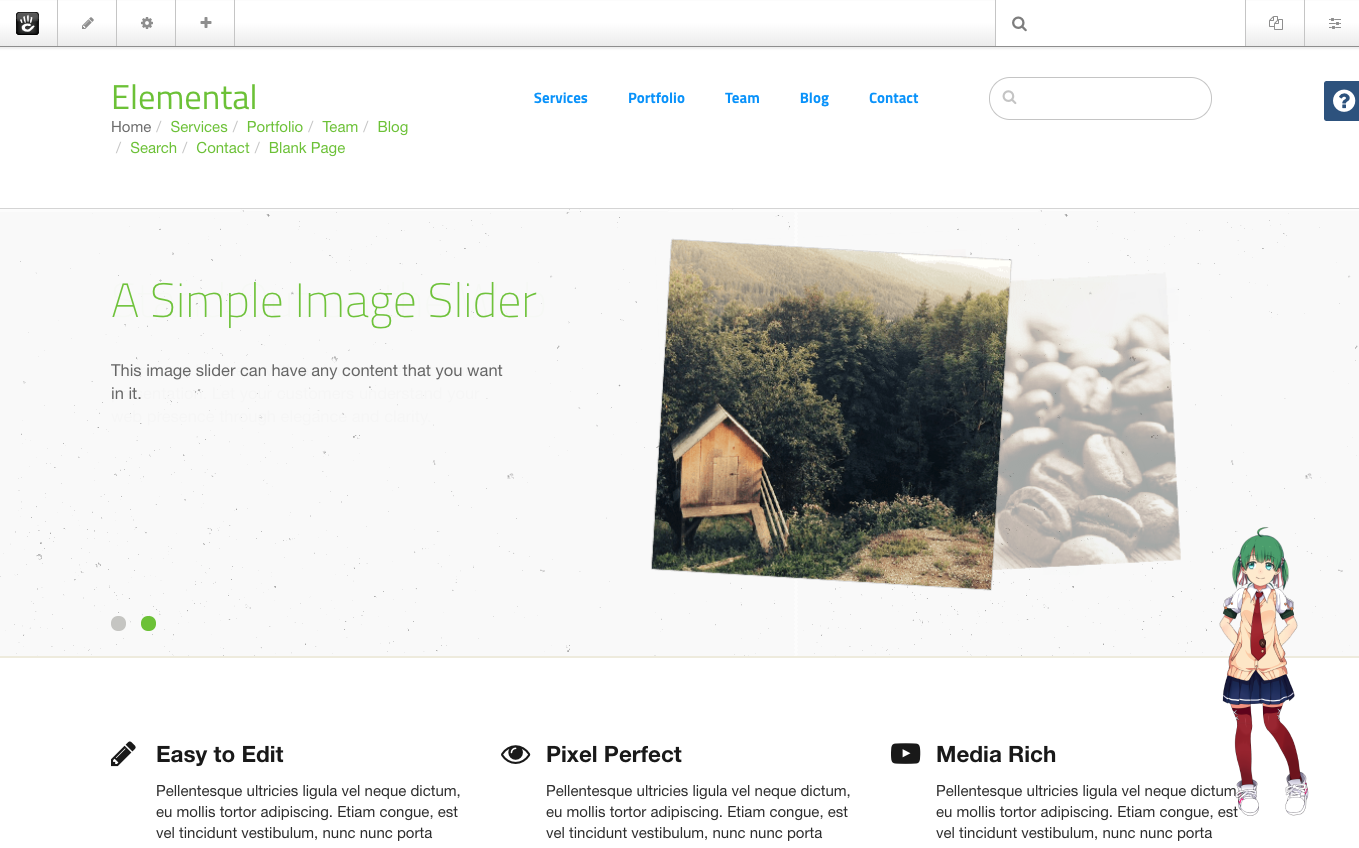 Elemental
Services
Portfolio
Team
Blog
Contact
Home / Services / Portfolio / Team / Blog
/ Search / Contact / Blank Page
A Simple Image Slider
This image slider can have any content that you want
in it.
Easy to Edit
Pellentesque ultricies ligula vel neque dictum,
eu mollis tortor adipiscing. Etiam congue, est
vel tincidunt vestibulum, nunc nunc porta
Pixel Perfect
Pellentesque ultricies ligula vel neque dictum,
eu mollis tortor adipiscing. Etiam congue, est
vel tincidunt vestibulum, nunc nunc porta
Media Rich
Pellentesque ultricies ligula vel neque dictum,
eu mollis tortor adipiscing. Etiam congue, est
vel tincidunt vestibulum, nunc nunc porta